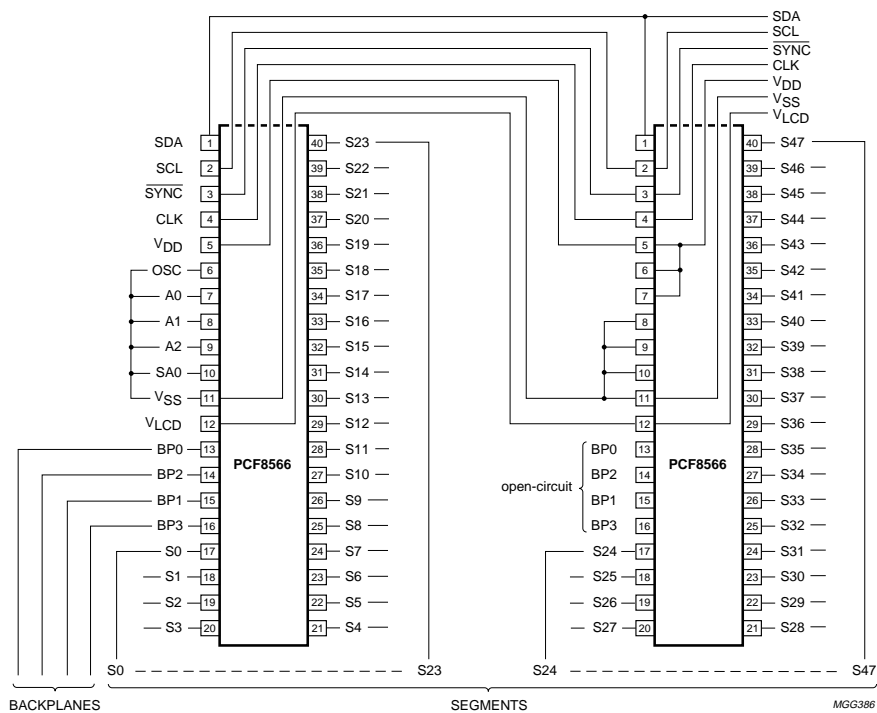 SDA
SCL
SYNC
CLK
VDD
VSS
VLCD
SDA 1 40 S23
SCL 2 39 S22
SYNC 3 38 S21
CLK 4 37 S20
VDD 5 36 S19
OSC 6 35 S18
A0 7 34 S17
A1 8 33 S16
A2 9 32 S15
SA0 10 31 S14
VSS 11 30 S13
VLCD 12 29 S12
BP0 13 28 S11
BP2 14 27 S10
BP1 15 26 S9
BP3 16 25 S8
S0 17 24 S7
S1 18 23 S6
S2 19 22 S5
S3 20 21 S4
PCF8566
1 40 S47
2 39 S46
3 38 S45
4 37 S44
5 36 S43
6 35 S42
7 34 S41
8 33 S40
9 32 S39
10 31 S38
11 30 S37
12 29 S36
BP0 13 28 S35
BP2 14 27 S34
BP1 15 26 S33
BP3 16 25 S32
S24 17 24 S31
S25 18 23 S30
S26 19 22 S29
S27 20 21 S28
PCF8566
open-circuit
S0 S23 S24 S47
BACKPLANES SEGMENTS MGG386